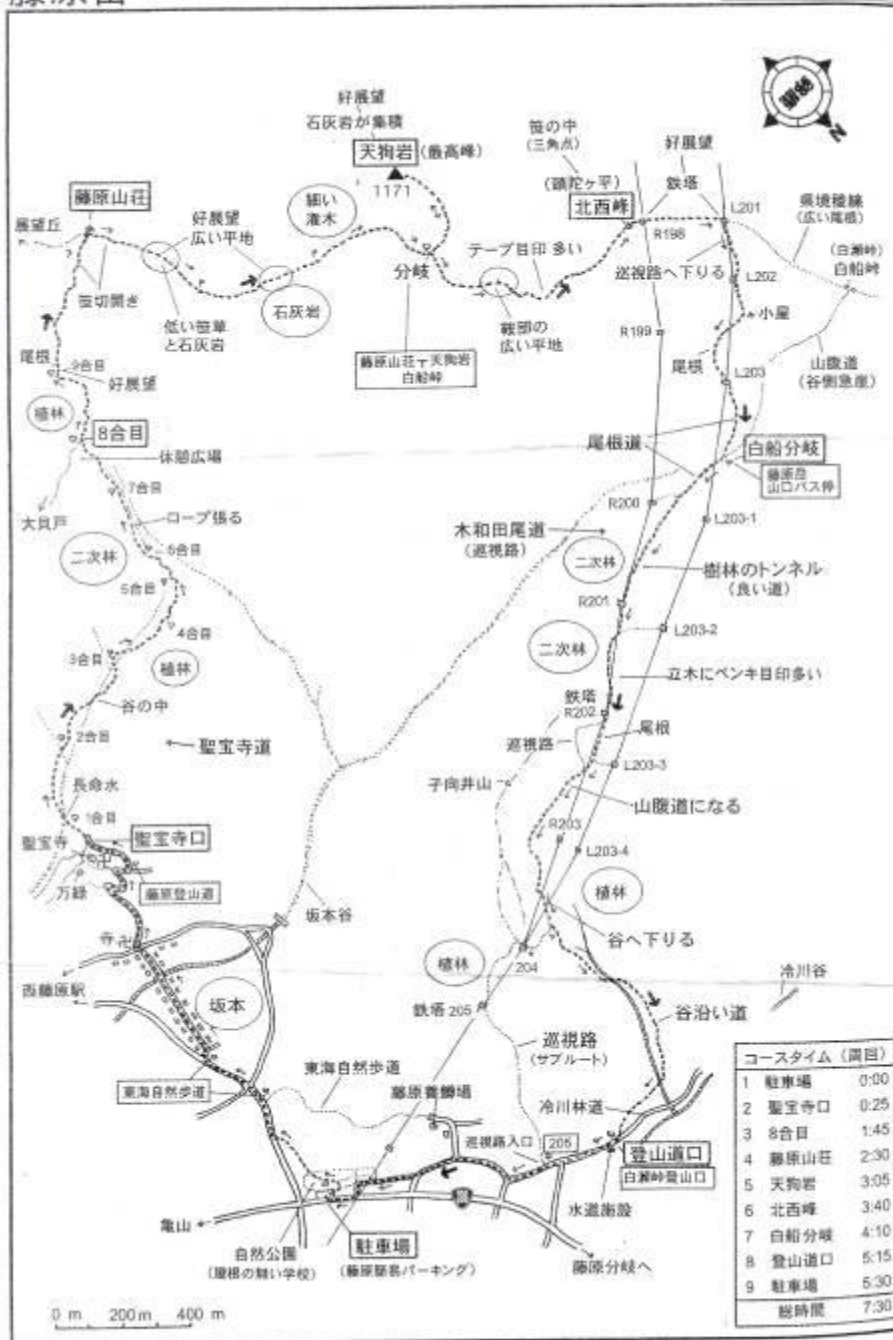 好展望
石灰岩が集積
天狗岩 (最高峰)
1171
笹の中
(三角点)
好展望
鉄塔
(頭陀ヶ平)
北西峰
R198
L201
県境稜線
(広い尾根)
(白瀬峠)
白船峠
展望丘
藤原山荘
好展望
広い平地
細い
灌木
テープ目印 多い
巡視路へ下りる
L202
分岐
小屋
笹切開き
低い笹草
と石灰岩
石灰岩
鞍部の
広い平地
R199
尾根
L203
山腹道
(谷側急崖)
藤原山荘┬天狗岩
白船峠
尾根
9合目
好展望
植林
8合目
休憩広場
尾根道
白船分岐
藤原岳
山口バス停
7合目
大貝戸
ロープ張る
R200
L203-1
木和田尾道
(巡視路)
二次林
6合目
二次林
樹林のトンネル
(良い道)
5合目
R201
4合目
L203-2
3合目
植林
二次林
立木にペンキ目印多い
谷の中
鉄塔
R202
2合目
聖宝寺道
巡視路
尾根
L203-3
子向井山
長命水
山腹道になる
1合目
R203
聖宝寺
聖宝寺口
L203-4
万緑
藤原登山道
植林
坂本谷
谷へ下りる
寺
植林
204
冷川谷
西藤原駅
坂本
鉄塔 205
谷沿い道
巡視路
(サブルート)
東海自然歩道
東海自然歩道
藤原養鱒場
冷川林道
巡視路入口
205
登山道口
白瀬峠登山口
水道施設
亀山
自然公園
(屋根の無い学校)
駐車場
(藤原簡易パーキング)
藤原分岐へ
コースタイム (周回)
1 駐車場 0:00
2 聖宝寺口 0:25
3 8合目 1:45
4 藤原山荘 2:30
5 天狗岩 3:05
6 北西峰 3:40
7 白船分岐 4:10
8 登山道口 5:15
9 駐車場 5:30
総時間 7:30
0 m 200m 400 m
N